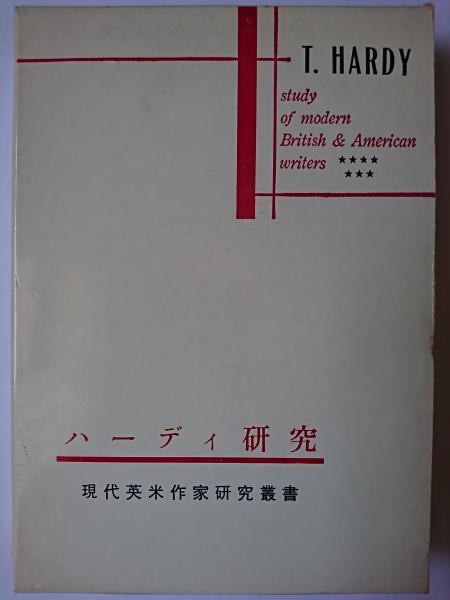 T. HARDY
study
of modern
British & American
writers ★★★★
★★★
ハーディ研究
現代英米作家研究叢書